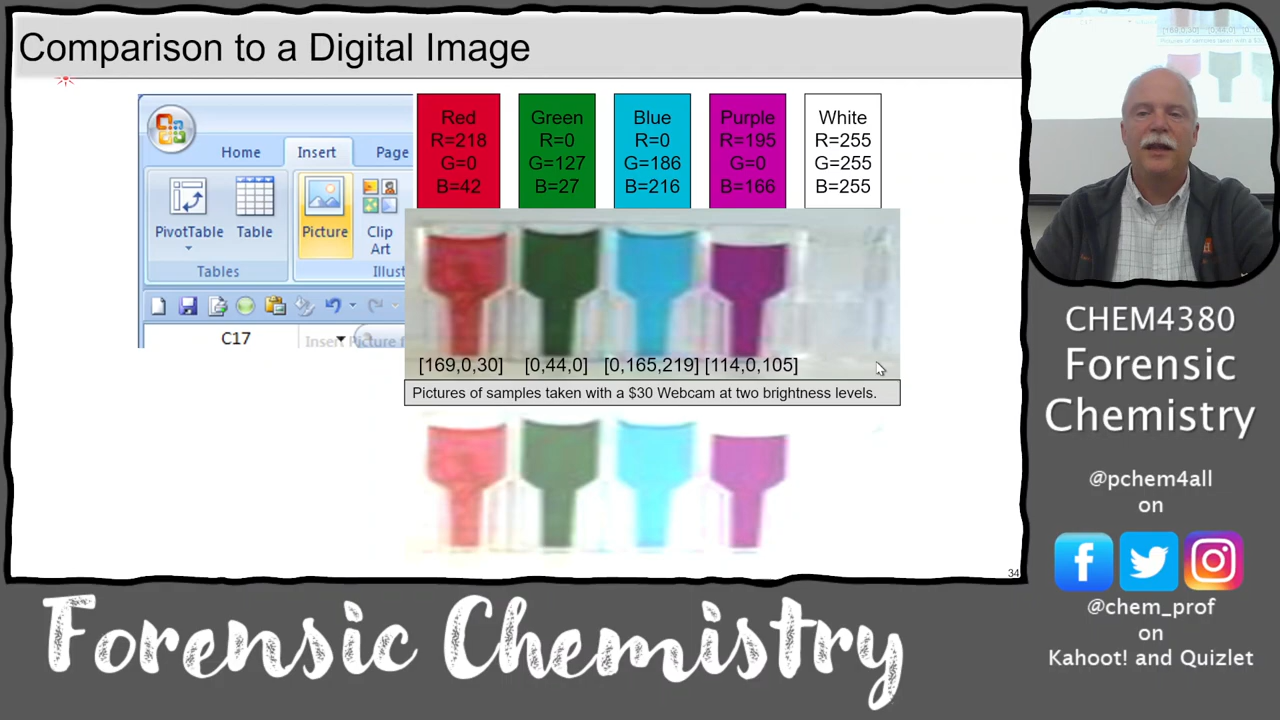 Comparison to a Digital Image
Home Insert Page
PivotTable Table Picture Clip Art
Tables Illust
C17 Insert Picture f
Red
R=218
G=0
B=42
Green
R=0
G=127
B=27
Blue
R=0
G=186
B=216
Purple
R=195
G=0
B=166
White
R=255
G=255
B=255
[169,0,30] [0,44,0] [0,165,219] [114,0,105]
Pictures of samples taken with a $30 Webcam at two brightness levels.
34
CHEM4380
Forensic
Chemistry
@pchem4all
on
@chem_prof
on
Kahoot! and Quizlet
Forensic Chemistry